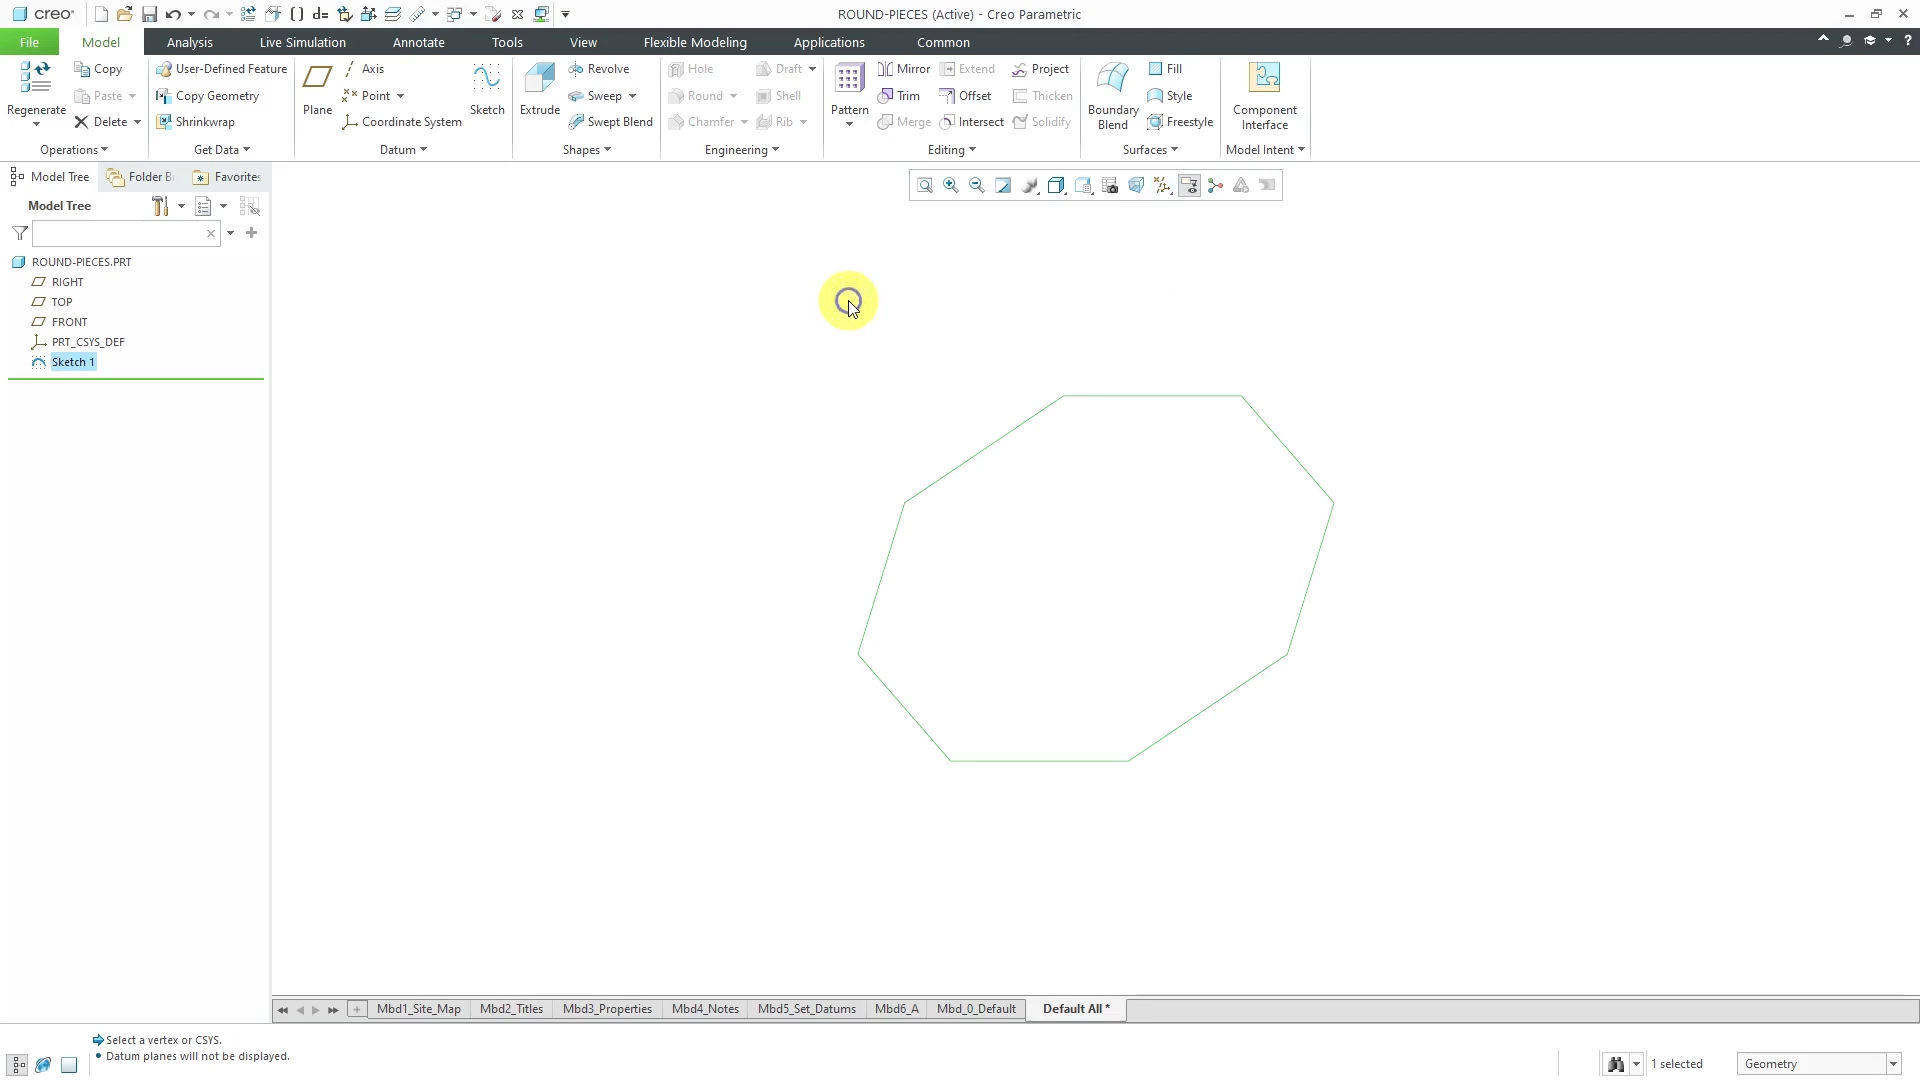 creo ROUND-PIECES (Active) - Creo Parametric
File Model Analysis Live Simulation Annotate Tools View Flexible Modeling Applications Common
Regenerate
Copy
Paste
Delete
Operations
User-Defined Feature
Copy Geometry
Shrinkwrap
Get Data
Plane
Axis
Point
Coordinate System
Sketch
Datum
Extrude
Revolve
Sweep
Swept Blend
Shapes
Hole
Round
Chamfer
Draft
Shell
Rib
Engineering
Pattern
Mirror
Trim
Merge
Extend
Offset
Intersect
Project
Thicken
Solidify
Editing
Boundary
Blend
Fill
Style
Freestyle
Surfaces
Component
Interface
Model Intent
Model Tree Folder Br Favorites
Model Tree
ROUND-PIECES.PRT
RIGHT
TOP
FRONT
PRT_CSYS_DEF
Sketch 1
Mbd1_Site_Map Mbd2_Titles Mbd3_Properties Mbd4_Notes Mbd5_Set_Datums Mbd6_A Mbd_0_Default Default All *
Select a vertex or CSYS.
• Datum planes will not be displayed.
1 selected
Geometry